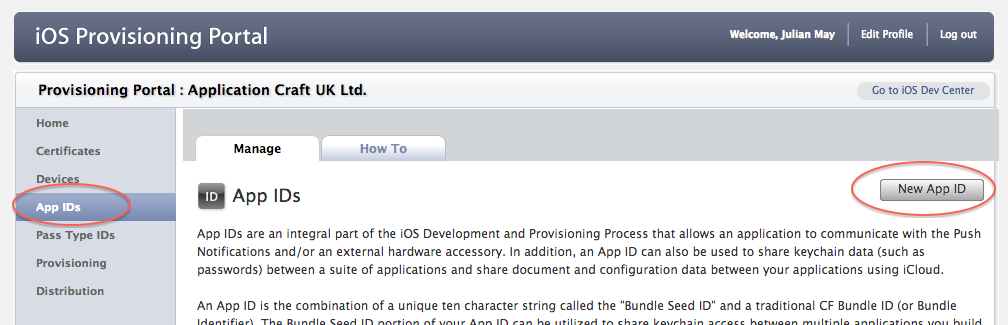 iOS Provisioning Portal
Welcome, Julian May
Edit Profile
Log out
Provisioning Portal : Application Craft UK Ltd.
Go to iOS Dev Center
Home
Certificates
Devices
App IDs
Pass Type IDs
Provisioning
Distribution
Manage
How To
ID
App IDs
New App ID
App IDs are an integral part of the iOS Development and Provisioning Process that allows an application to communicate with the Push
Notifications and/or an external hardware accessory. In addition, an App ID can also be used to share keychain data (such as
passwords) between a suite of applications and share document and configuration data between your applications using iCloud.
An App ID is the combination of a unique ten character string called the "Bundle Seed ID" and a traditional CF Bundle ID (or Bundle
Identifier). The Bundle Seed ID portion of your App ID can be utilized to share keychain access between multiple applications you build